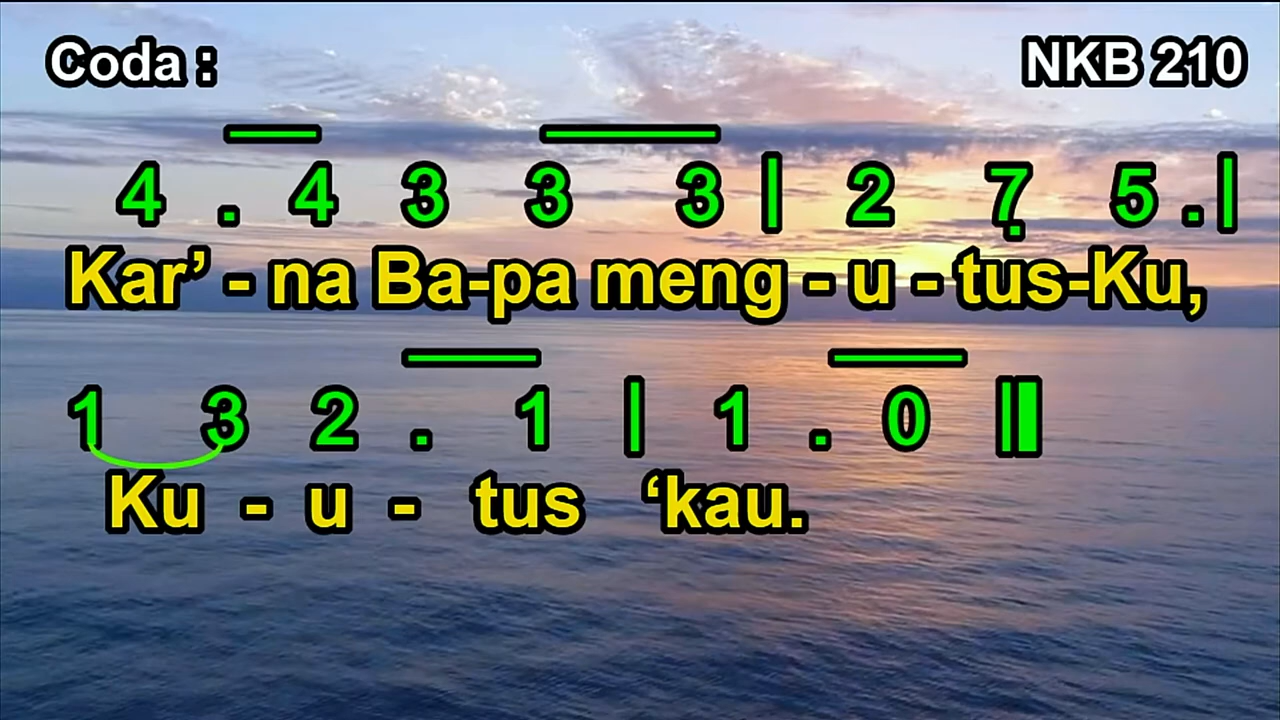 Coda : NKB 210
4 . 4 3 3 3 | 2 7̣ 5 . |
Kar’ - na Ba-pa meng - u - tus-Ku,
1 3 2 . 1 | 1 . 0 ||
Ku - u - tus ‘kau.